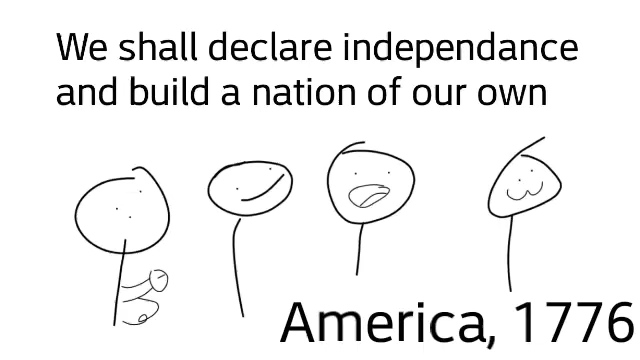 We shall declare independance
and build a nation of our own
America, 1776